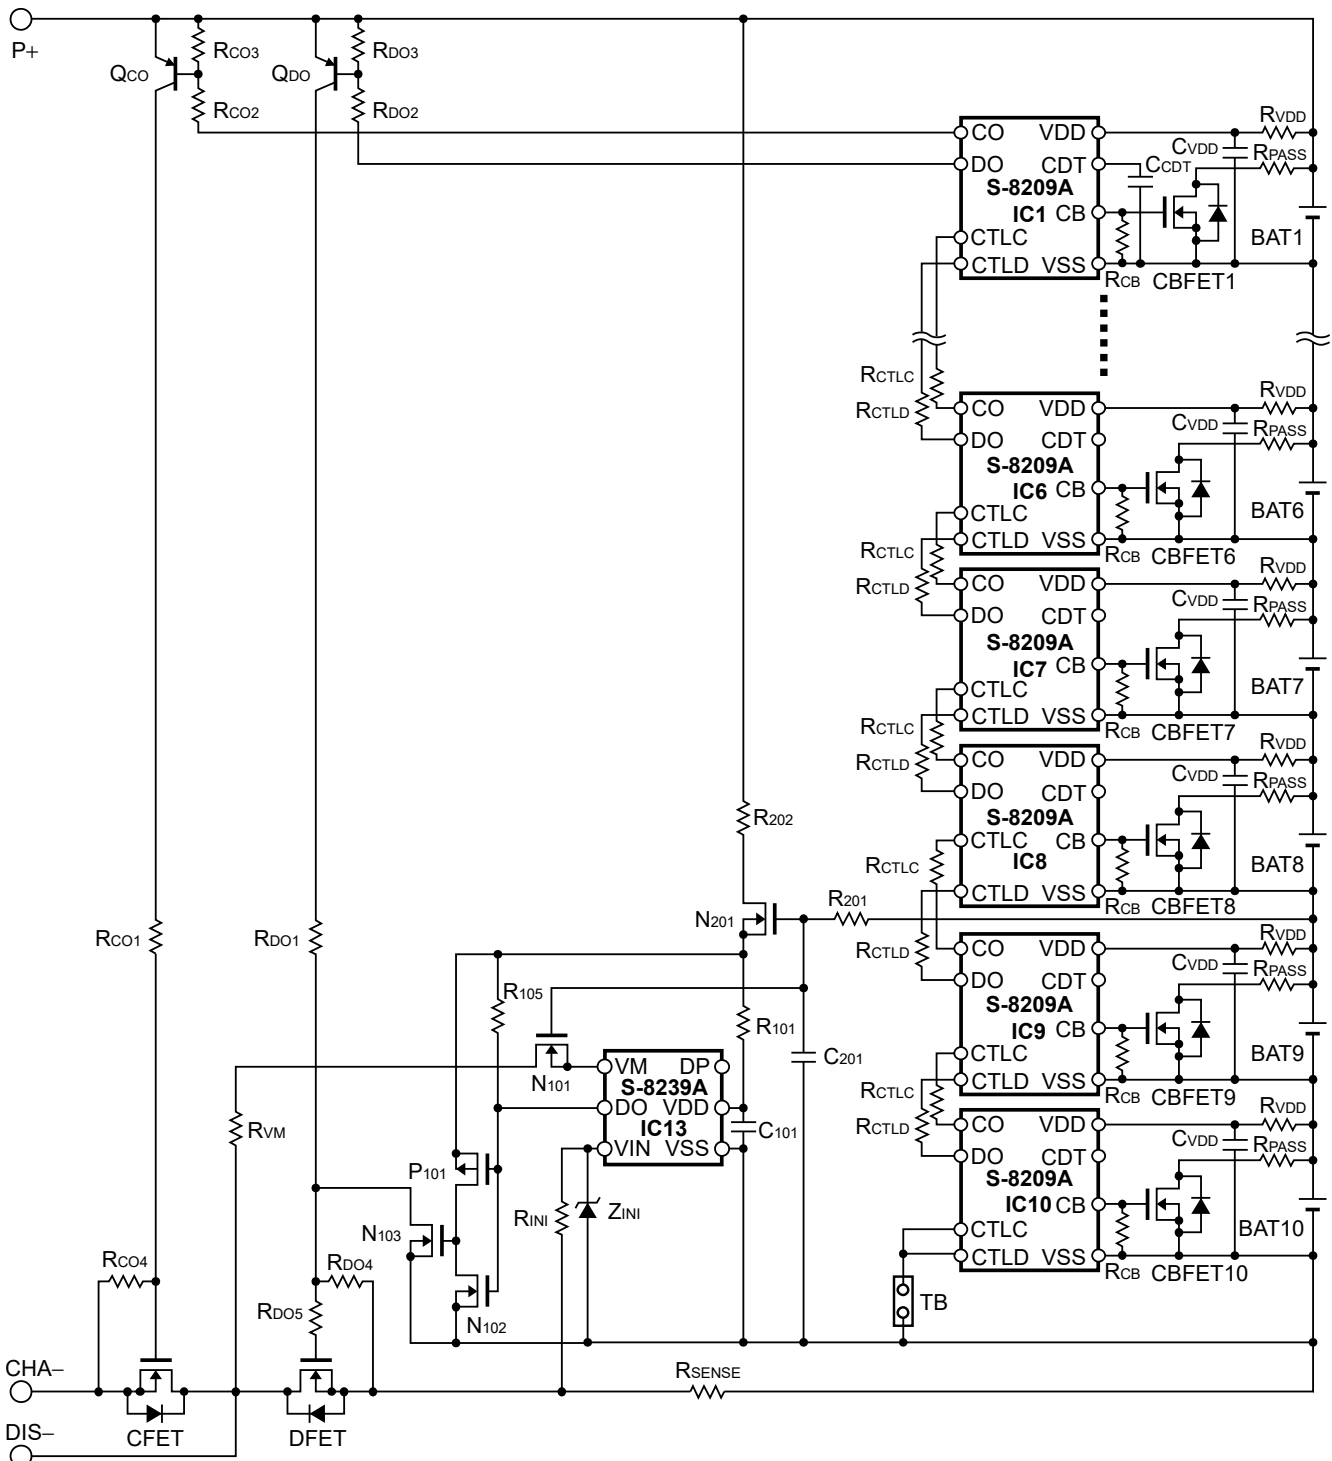 P+
QCO
RCO3
RCO2
QDO
RDO3
RDO2
CO VDD
DO CDT
S-8209A
IC1 CB
CTLC
CTLD VSS
RVDD
CVDD
RPASS
CCDT
BAT1
RCB CBFET1
RCTLC
RCTLD
CO VDD
DO CDT
S-8209A
IC6 CB
CTLC
CTLD VSS
RVDD
CVDD
RPASS
BAT6
RCB CBFET6
RCTLC
RCTLD
CO VDD
DO CDT
S-8209A
IC7 CB
CTLC
CTLD VSS
RVDD
CVDD
RPASS
BAT7
RCB CBFET7
RCTLC
RCTLD
CO VDD
DO CDT
S-8209A
CTLC CB
IC8
CTLD VSS
RVDD
CVDD
RPASS
BAT8
RCB CBFET8
RCTLC
RCTLD
CO VDD
DO CDT
S-8209A
IC9 CB
CTLC
CTLD VSS
RVDD
CVDD
RPASS
BAT9
RCB CBFET9
RCTLC
RCTLD
CO VDD
DO CDT
S-8209A
IC10 CB
CTLC
CTLD VSS
RVDD
CVDD
RPASS
BAT10
RCB CBFET10
TB
R202
N201
R201
RCO1
RDO1
R105
R101
C201
N101
VM DP
S-8239A
DO VDD
IC13
VIN VSS
C101
RVM
P101
RINI
ZINI
N103
N102
RCO4
RDO4
RDO5
RSENSE
CHA−
DIS−
CFET
DFET